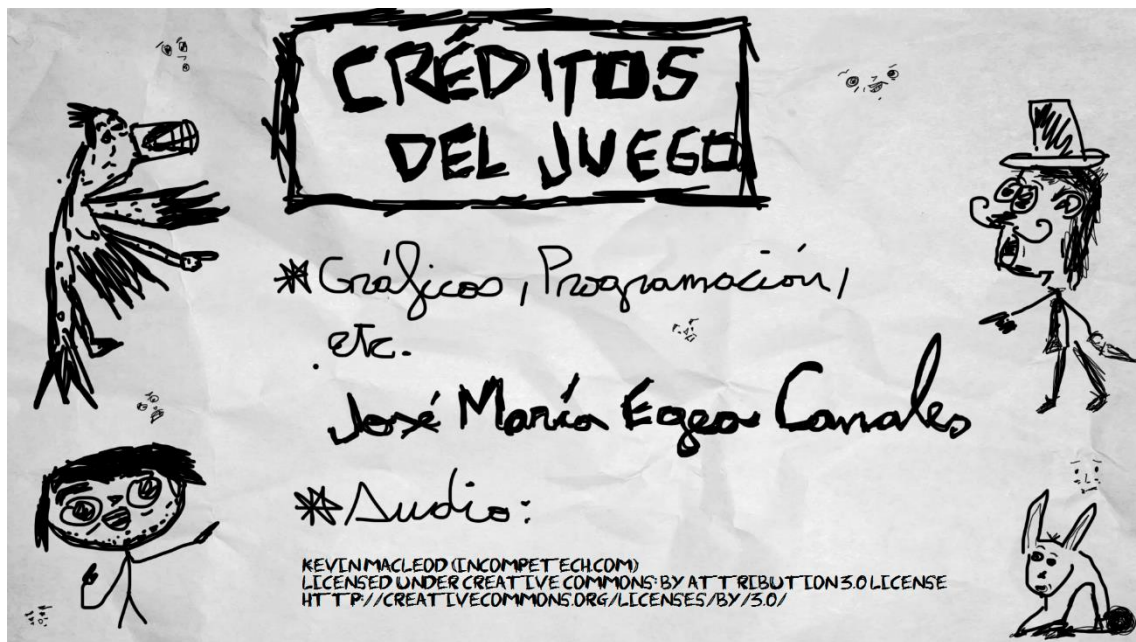 CRÉDITOS
DEL JUEGO
*Gráficos, Programación,
etc.
José María Egea Canales
*Audio:
KEVIN MACLEOD (INCOMPETECH.COM)
LICENSED UNDER CREATIVE COMMONS: BY ATTRIBUTION 3.0 LICENSE
HTTP://CREATIVECOMMONS.ORG/LICENSES/BY/3.0/